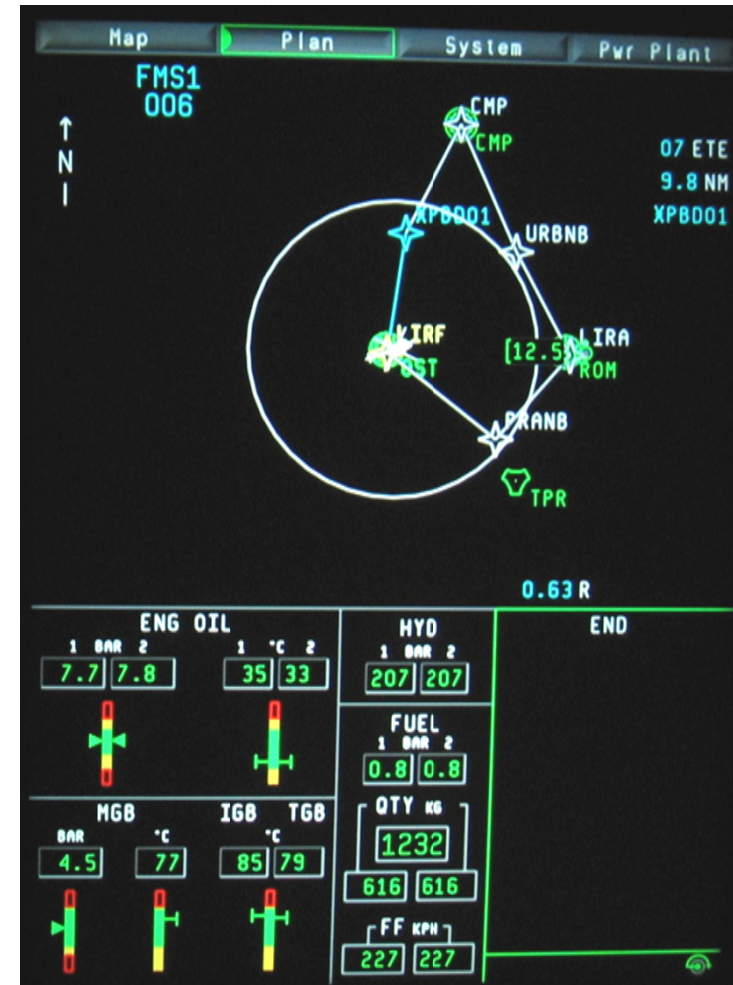 Map Plan System Pwr Plant
FMS1
006
N
CMP
CMP
07 ETE
9.8 NM
XPBD01
XPBD01
URBNB
LIRF
OST
[12.5]
LIRA
ROM
PRANB
TPR
0.63 R
ENG OIL
1 BAR 2
7.7 7.8
1 °C 2
35 33
HYD
1 BAR 2
207 207
END
FUEL
1 BAR 2
0.8 0.8
QTY KG
1232
616 616
FF KPH
227 227
MGB
BAR
4.5
°C
77
IGB TGB
°C
85 79